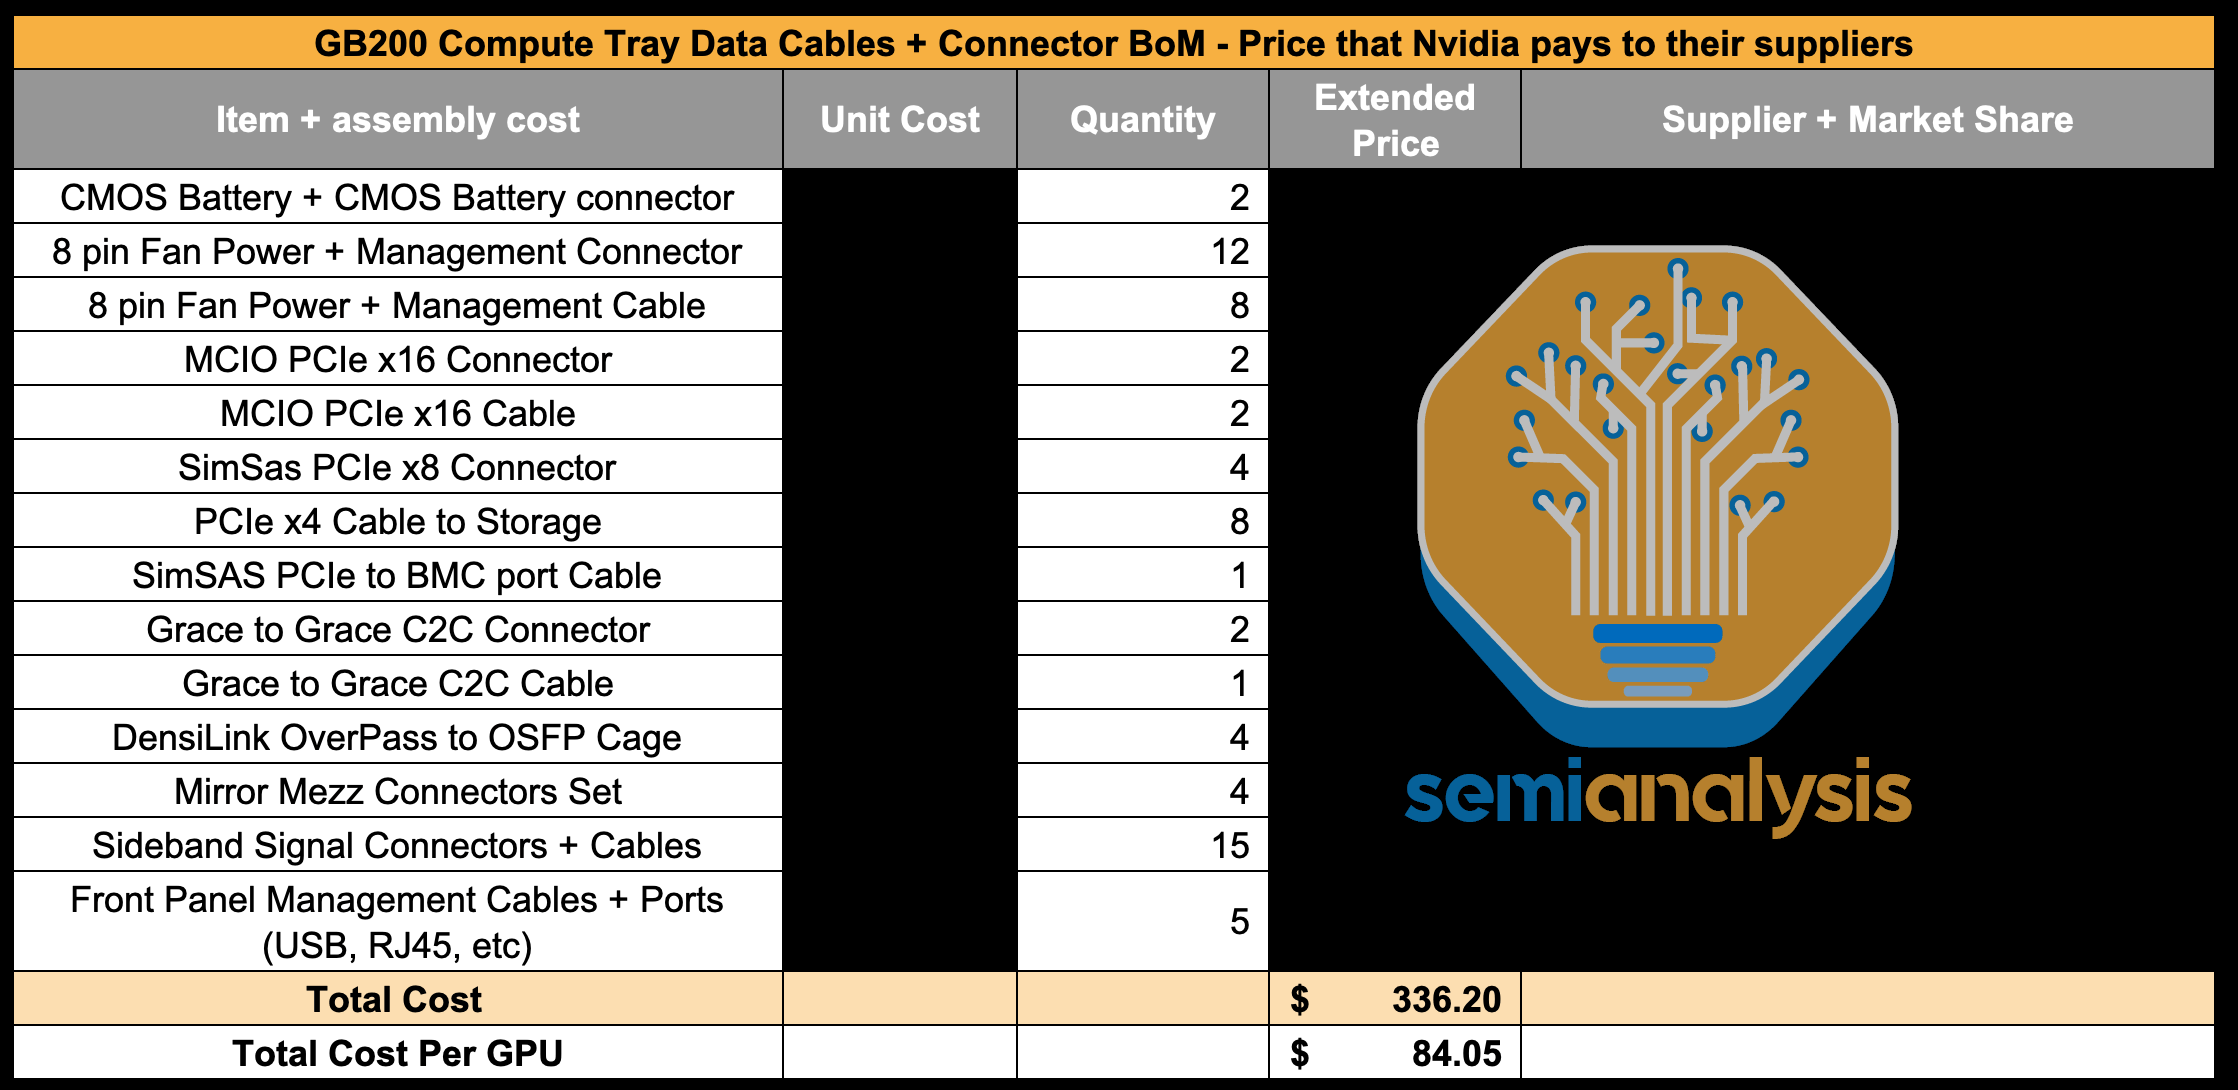 GB200 Compute Tray Data Cables + Connector BoM - Price that Nvidia pays to their suppliers
Item + assembly cost Unit Cost Quantity Extended Price Supplier + Market Share
CMOS Battery + CMOS Battery connector 2
8 pin Fan Power + Management Connector 12
8 pin Fan Power + Management Cable 8
MCIO PCIe x16 Connector 2
MCIO PCIe x16 Cable 2
SimSas PCIe x8 Connector 4
PCIe x4 Cable to Storage 8
SimSAS PCIe to BMC port Cable 1
Grace to Grace C2C Connector 2
Grace to Grace C2C Cable 1
DensiLink OverPass to OSFP Cage 4
Mirror Mezz Connectors Set 4
Sideband Signal Connectors + Cables 15
Front Panel Management Cables + Ports
(USB, RJ45, etc) 5
semianalysis
Total Cost $ 336.20
Total Cost Per GPU $ 84.05